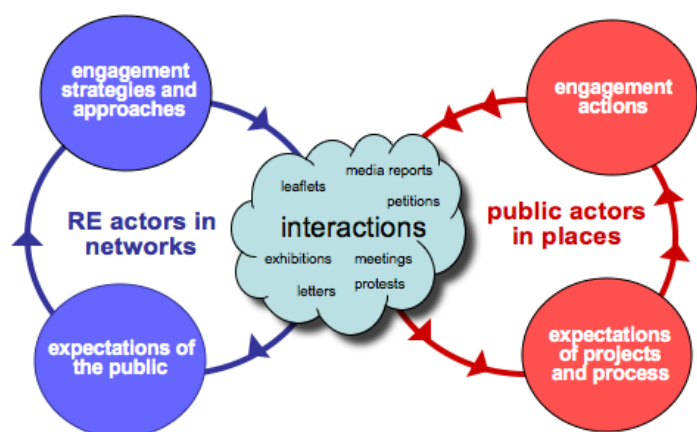 engagement
strategies and
approaches
RE actors in
networks
expectations of
the public
media reports
leaflets
petitions
interactions
exhibitions meetings
letters protests
engagement
actions
public actors
in places
expectations
of projects
and process